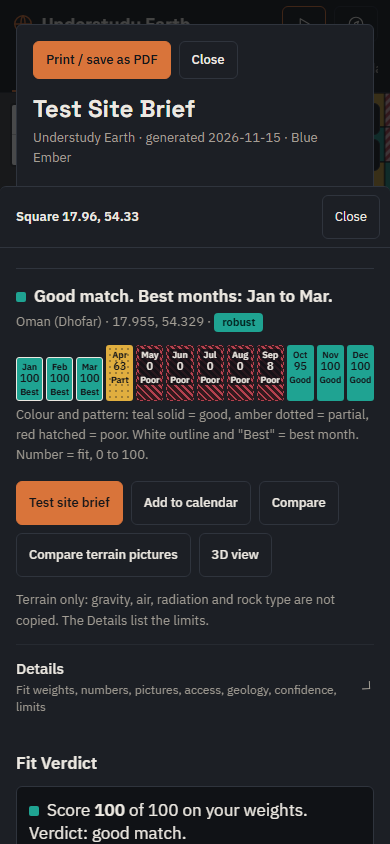 Understudy Earth
Print / save as PDF
Close
Test Site Brief
Understudy Earth · generated 2026-11-15 · Blue
Ember
Square 17.96, 54.33
Close
Good match. Best months: Jan to Mar.
Oman (Dhofar) · 17.955, 54.329 · robust
Jan Feb Mar Apr May Jun Jul Aug Sep Oct Nov Dec
100 100 100 63 0 0 0 0 8 95 100 100
Best Best Best Part Poor Poor Poor Poor Poor Good Good Good
Colour and pattern: teal solid = good, amber dotted = partial,
red hatched = poor. White outline and "Best" = best month.
Number = fit, 0 to 100.
Test site brief
Add to calendar
Compare
Compare terrain pictures
3D view
Terrain only: gravity, air, radiation and rock type are not
copied. The Details list the limits.
Details
Fit weights, numbers, pictures, access, geology, confidence,
limits
Fit Verdict
Score 100 of 100 on your weights.
Verdict: good match.